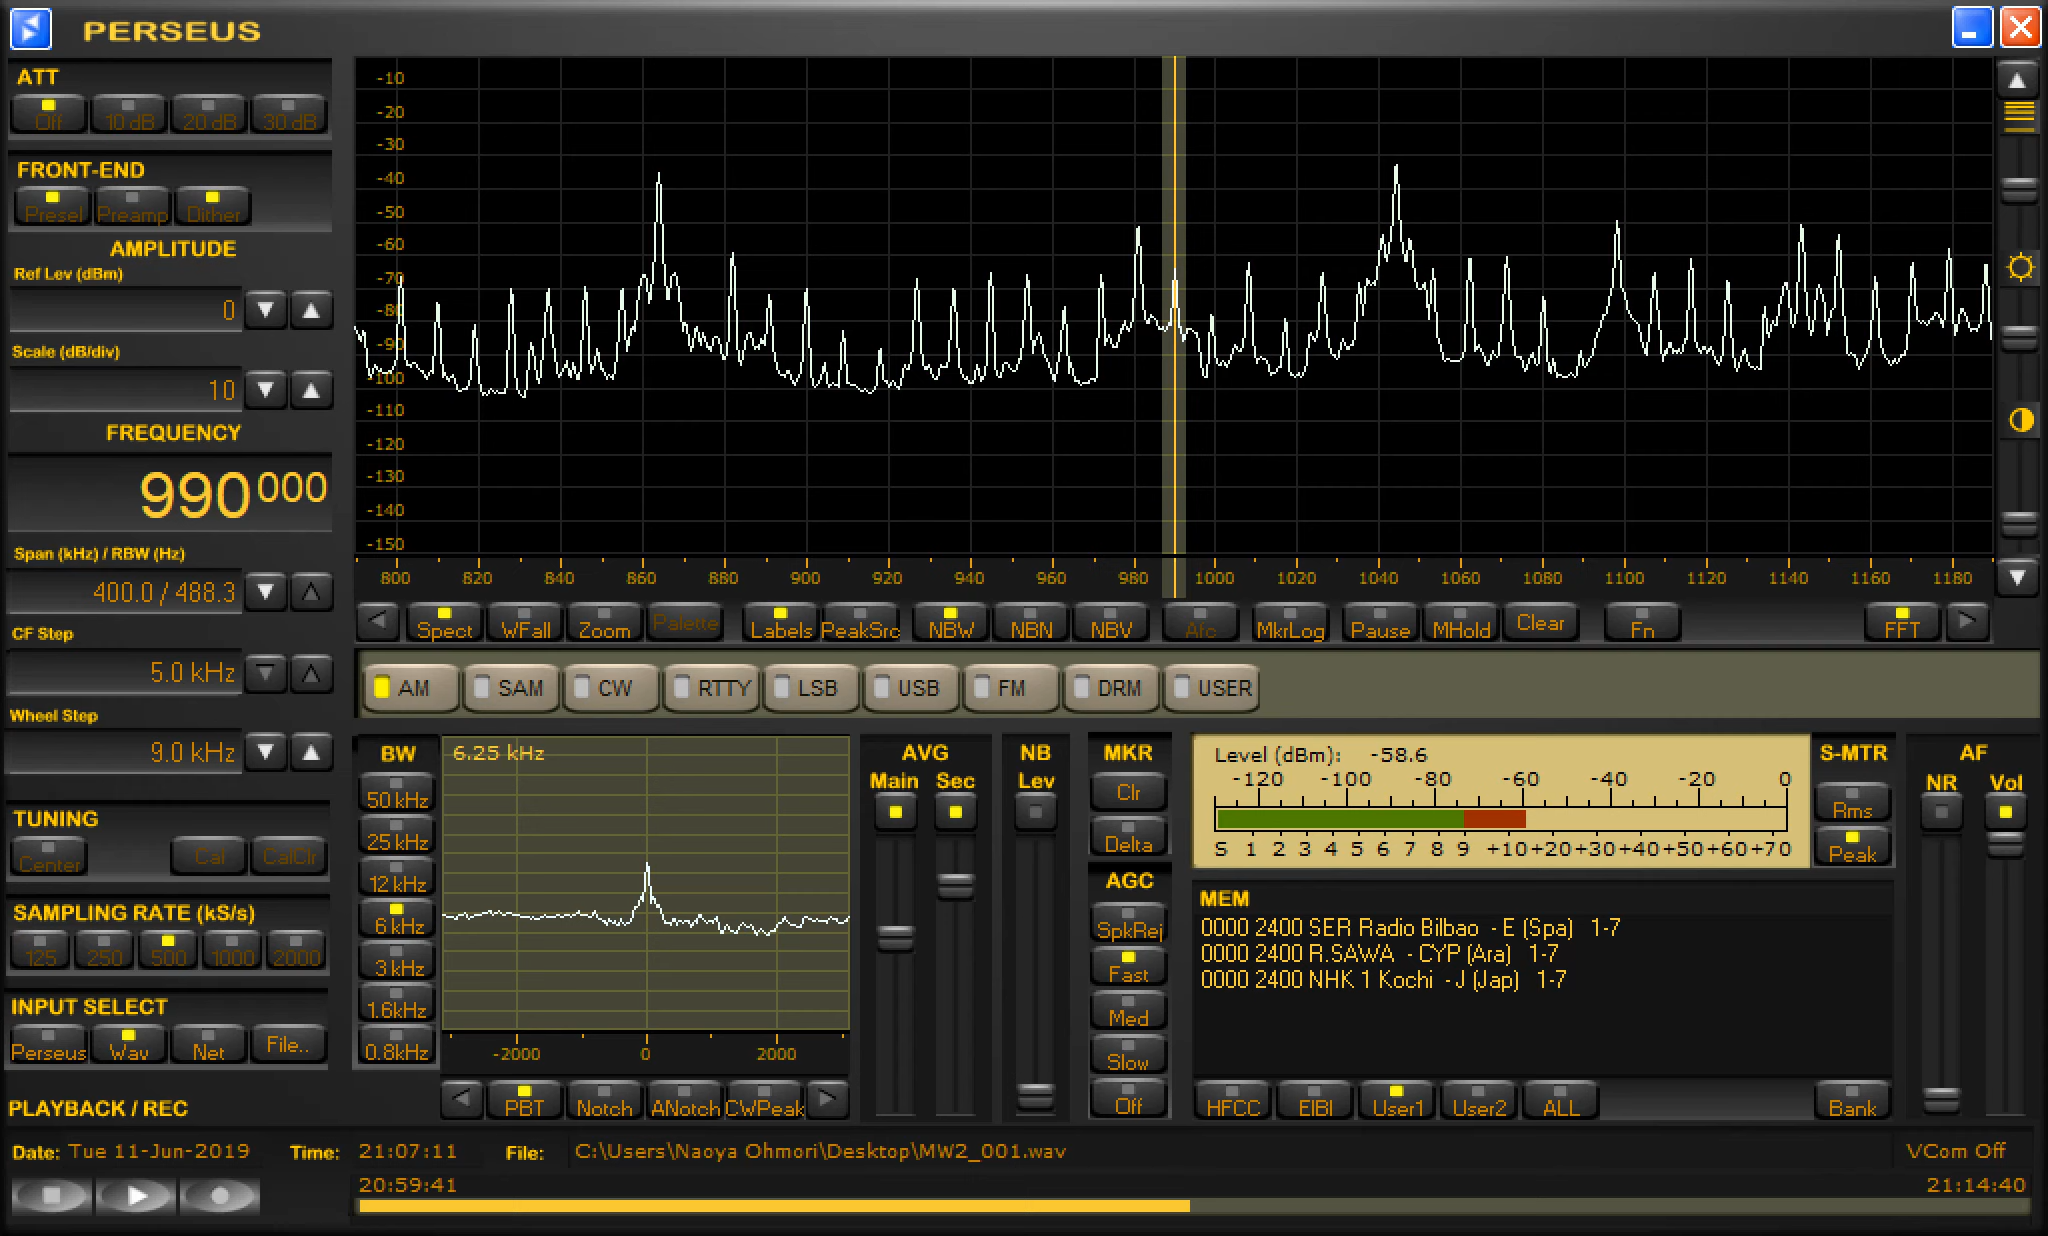 PERSEUS
ATT
Off 10 dB 20 dB 30 dB
FRONT-END
Presel Preamp Dither
AMPLITUDE
Ref Lev (dBm)
0
Scale (dB/div)
10
FREQUENCY
990 000
Span (kHz) / RBW (Hz)
400.0 / 488.3
CF Step
5.0 kHz
Wheel Step
9.0 kHz
TUNING
Center Cal CalClr
SAMPLING RATE (kS/s)
125 250 500 1000 2000
INPUT SELECT
Perseus Wav Net File..
-10
-20
-30
-40
-50
-60
-70
-80
-90
-100
-110
-120
-130
-140
-150
800 820 840 860 880 900 920 940 960 980 1000 1020 1040 1060 1080 1100 1120 1140 1160 1180
Spect WFall Zoom Palette Labels PeakSrc NBW NBN NBV Afc MkrLog Pause MHold Clear Fn FFT
AM SAM CW RTTY LSB USB FM DRM USER
BW
50 kHz
25 kHz
12 kHz
6 kHz
3 kHz
1.6kHz
0.8kHz
6.25 kHz
-2000 0 2000
PBT Notch ANotch CWPeak
AVG
Main Sec
NB
Lev
MKR
Clr
Delta
AGC
SpkRej
Fast
Med
Slow
Off
Level (dBm): -58.6
-120 -100 -80 -60 -40 -20 0
S 1 2 3 4 5 6 7 8 9 +10+20+30+40+50+60+70
S-MTR
Rms
Peak
AF
NR Vol
MEM
0000 2400 SER Radio Bilbao - E (Spa) 1-7
0000 2400 R.SAWA - CYP (Ara) 1-7
0000 2400 NHK 1 Kochi - J (Jap) 1-7
HFCC EIBI User1 User2 ALL Bank
PLAYBACK / REC
Date: Tue 11-Jun-2019 Time: 21:07:11 File: C:\Users\Naoya Ohmori\Desktop\MW2_001.wav VCom Off
20:59:41 21:14:40